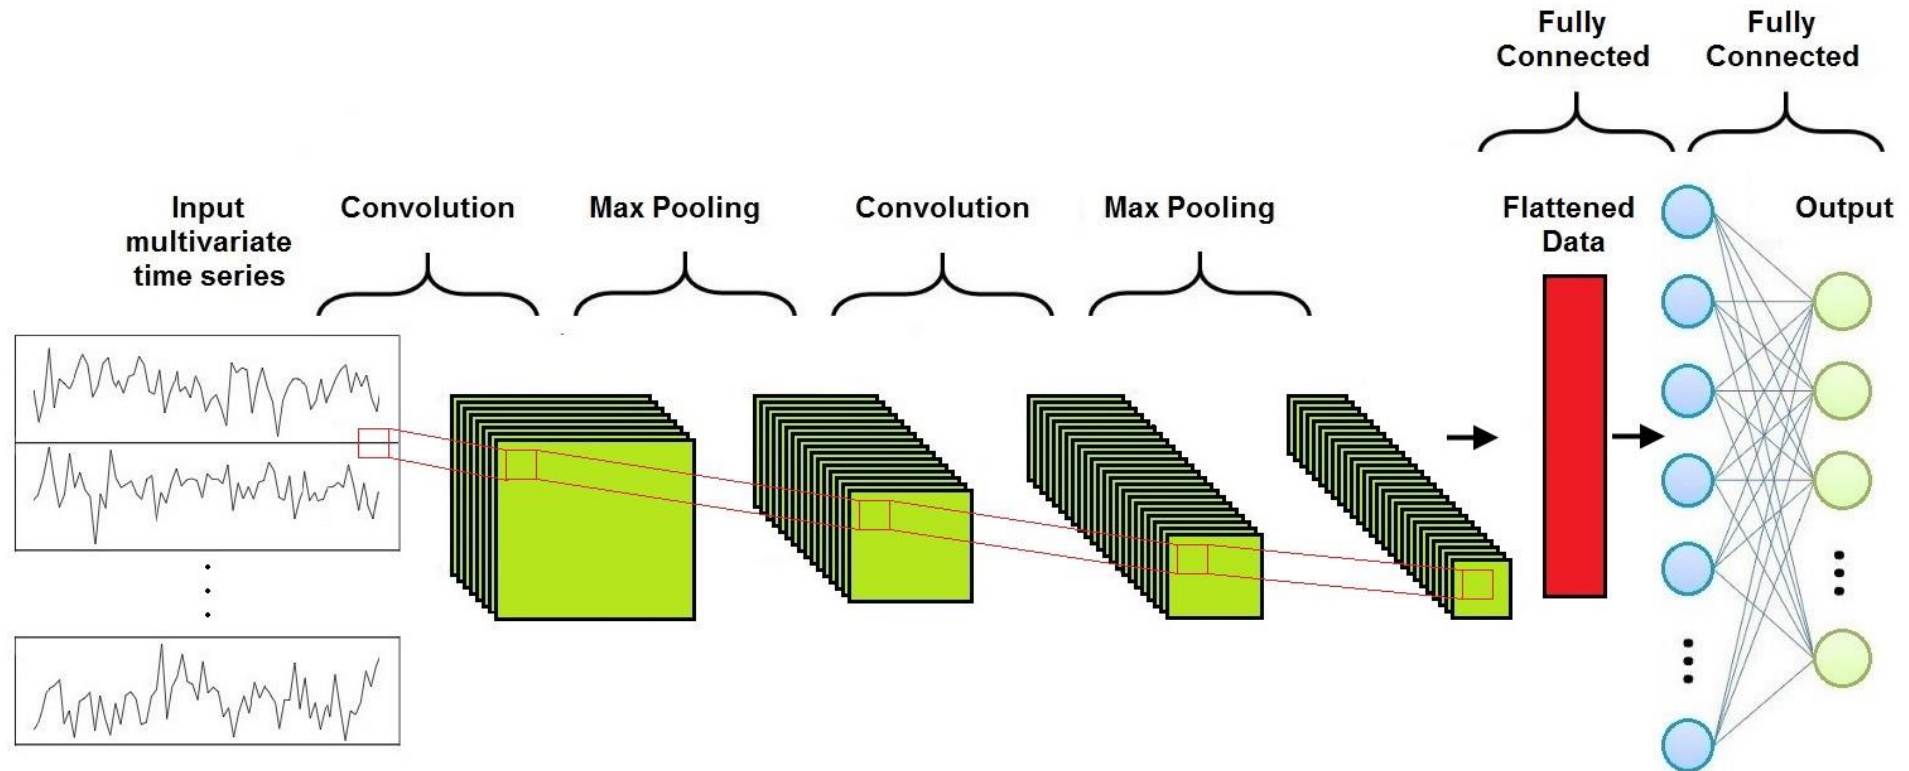 Fully
Connected
Fully
Connected
Input
multivariate
time series
Convolution
Max Pooling
Convolution
Max Pooling
Flattened
Data
Output